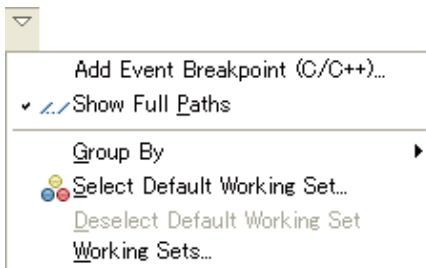 Add Event Breakpoint (C/C++)...
Show Full Paths
Group By
Select Default Working Set...
Deselect Default Working Set
Working Sets...